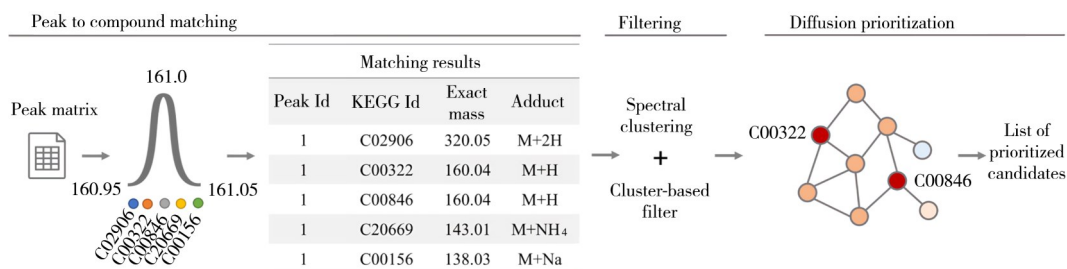 Peak to compound matching
Filtering
Diffusion prioritization
Peak matrix
161.0
160.95
161.05
C02906
C00322
C00846
C20669
C00156
Matching results
Peak Id KEGG Id Exact mass Adduct
1 C02906 320.05 M+2H
1 C00322 160.04 M+H
1 C00846 160.04 M+H
1 C20669 143.01 M+NH₄
1 C00156 138.03 M+Na
Spectral
clustering
+
Cluster-based
filter
C00322
C00846
List of
prioritized
candidates